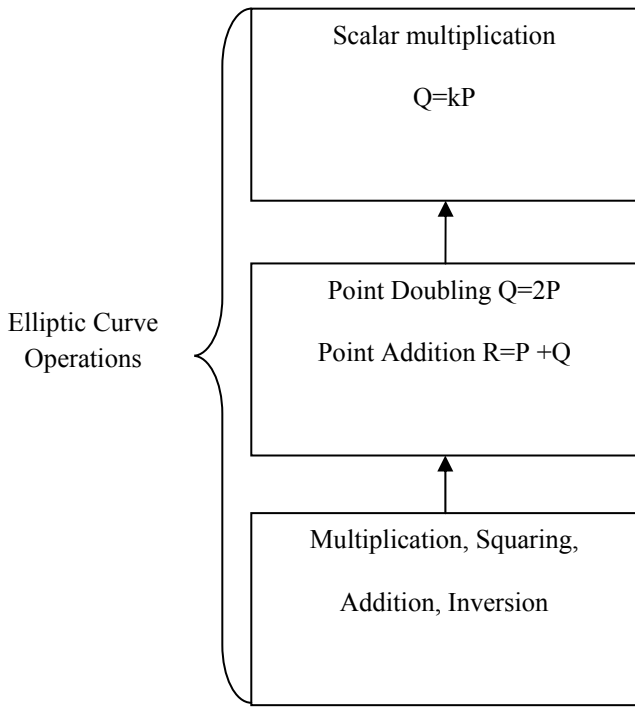 Scalar multiplication
Q=kP
Point Doubling Q=2P
Point Addition R=P +Q
Elliptic Curve
Operations
Multiplication, Squaring,
Addition, Inversion